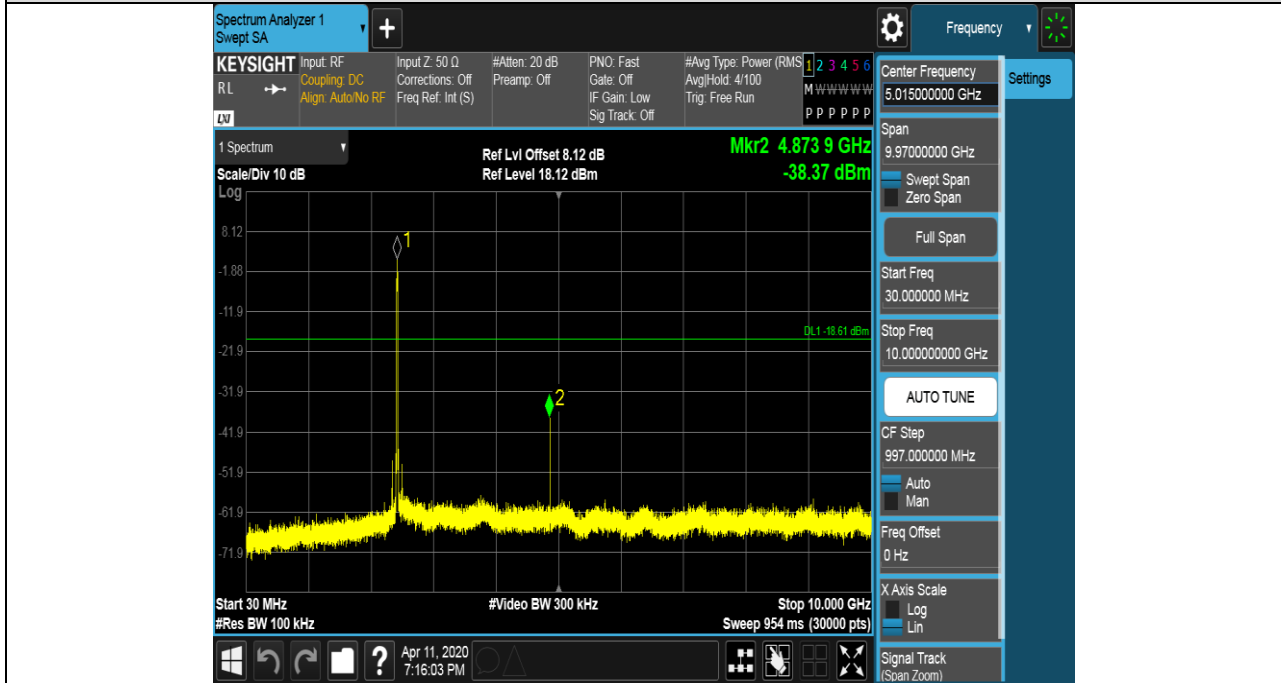 Spectrum Analyzer 1
Swept SA
Frequency
KEYSIGHT
RL
LXI
Input: RF
Coupling: DC
Align: Auto/No RF
Input Z: 50 Ω
Corrections: Off
Freq Ref: Int (S)
#Atten: 20 dB
Preamp: Off
PNO: Fast
Gate: Off
IF Gain: Low
Sig Track: Off
#Avg Type: Power (RMS
Avg|Hold: 4/100
Trig: Free Run
1 2 3 4 5 6
M W W W W W
P P P P P P
1 Spectrum
Scale/Div 10 dB
Ref Lvl Offset 8.12 dB
Ref Level 18.12 dBm
Mkr2 4.873 9 GHz
-38.37 dBm
Log
8.12
-1.88
-11.9
-21.9
-31.9
-41.9
-51.9
-61.9
-71.9
1
2
DL1 -18.61 dBm
Start 30 MHz
#Res BW 100 kHz
#Video BW 300 kHz
Stop 10.000 GHz
Sweep 954 ms (30000 pts)
Apr 11, 2020
7:16:03 PM
Center Frequency
5.015000000 GHz
Settings
Span
9.97000000 GHz
Swept Span
Zero Span
Full Span
Start Freq
30.000000 MHz
Stop Freq
10.000000000 GHz
AUTO TUNE
CF Step
997.000000 MHz
Auto
Man
Freq Offset
0 Hz
X Axis Scale
Log
Lin
Signal Track
(Span Zoom)